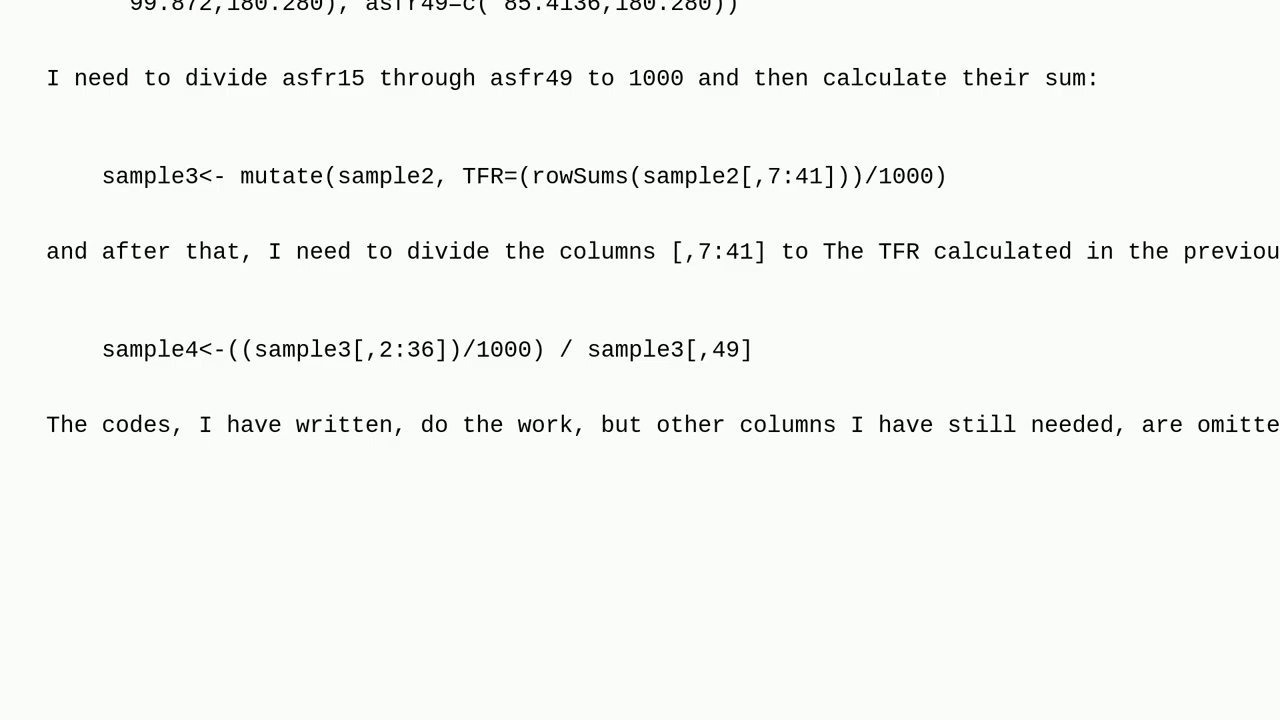 99.872,180.280), asfr49=c( 85.4136,180.280))
I need to divide asfr15 through asfr49 to 1000 and then calculate their sum:
sample3<- mutate(sample2, TFR=(rowSums(sample2[,7:41]))/1000)
and after that, I need to divide the columns [,7:41] to The TFR calculated in the previou
sample4<-((sample3[,2:36])/1000) / sample3[,49]
The codes, I have written, do the work, but other columns I have still needed, are omitte